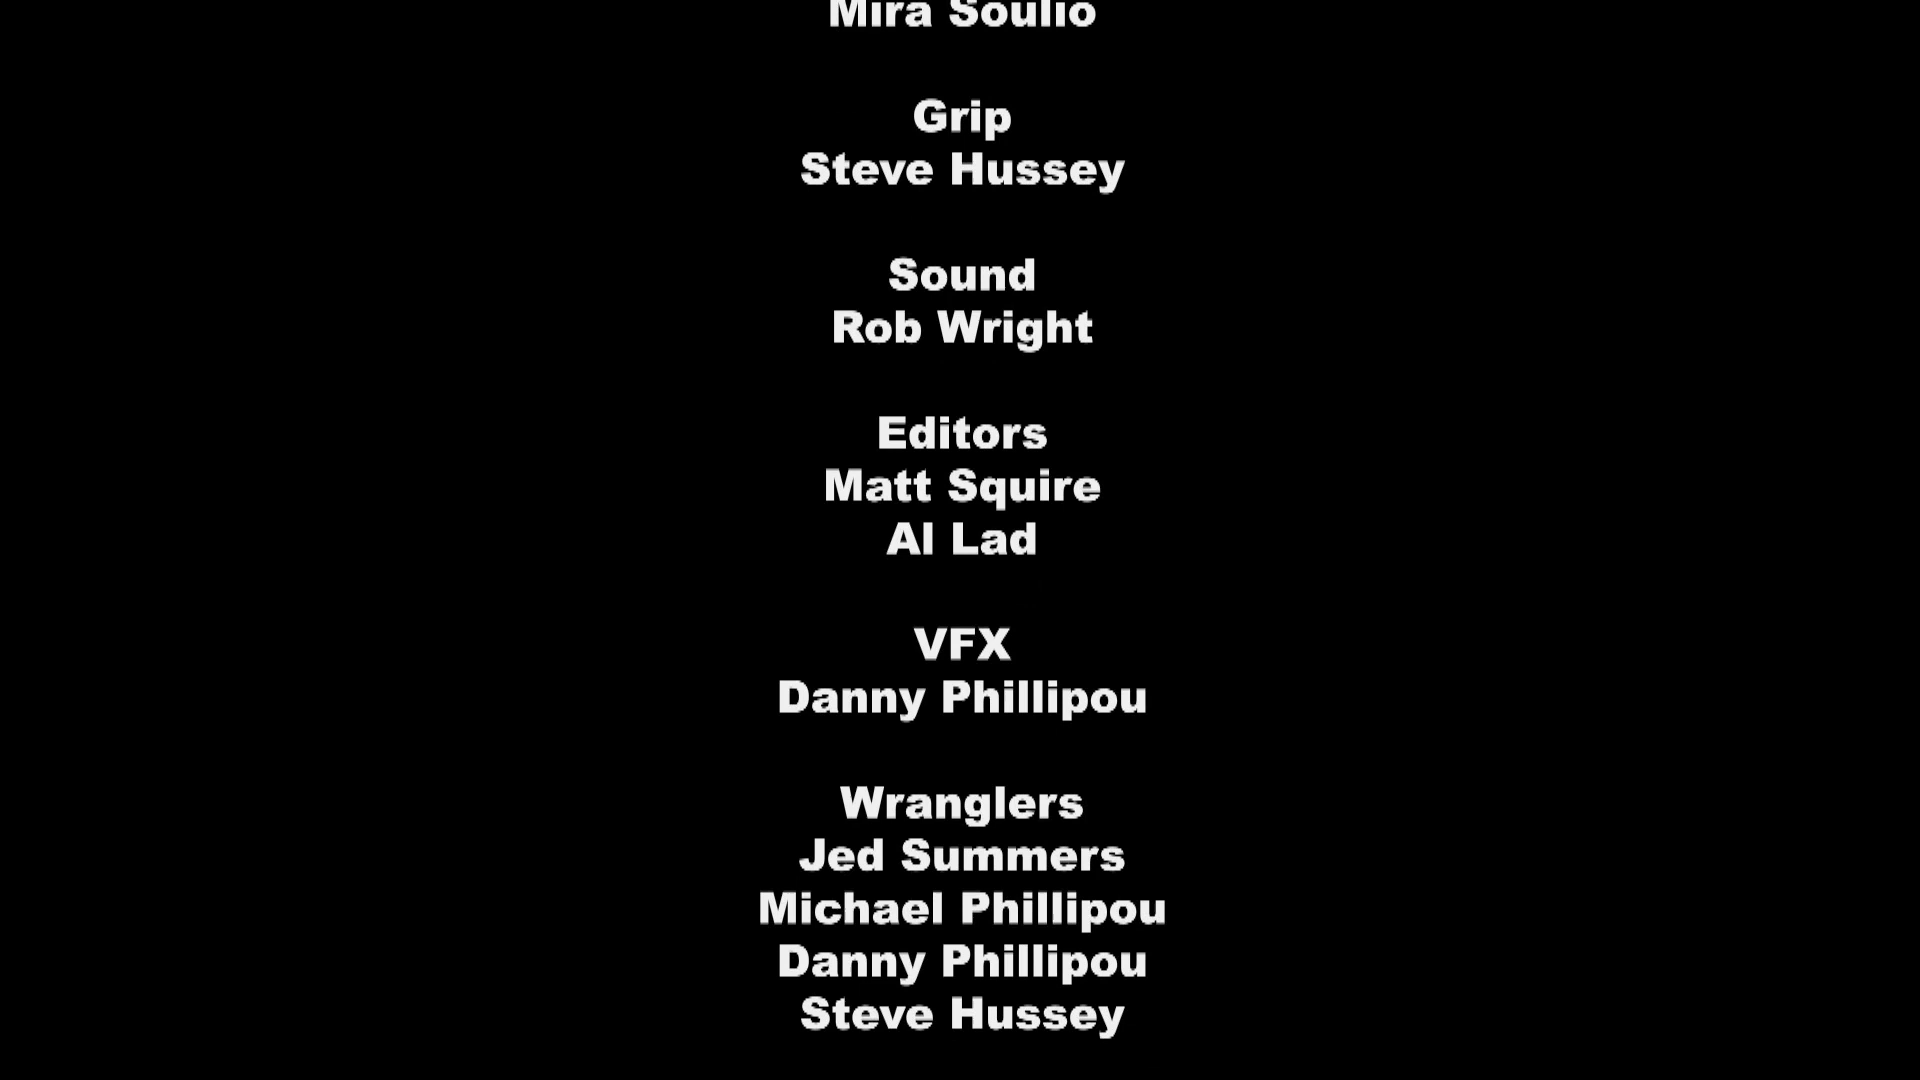 Mira Soulio
Grip
Steve Hussey
Sound
Rob Wright
Editors
Matt Squire
Al Lad
VFX
Danny Phillipou
Wranglers
Jed Summers
Michael Phillipou
Danny Phillipou
Steve Hussey